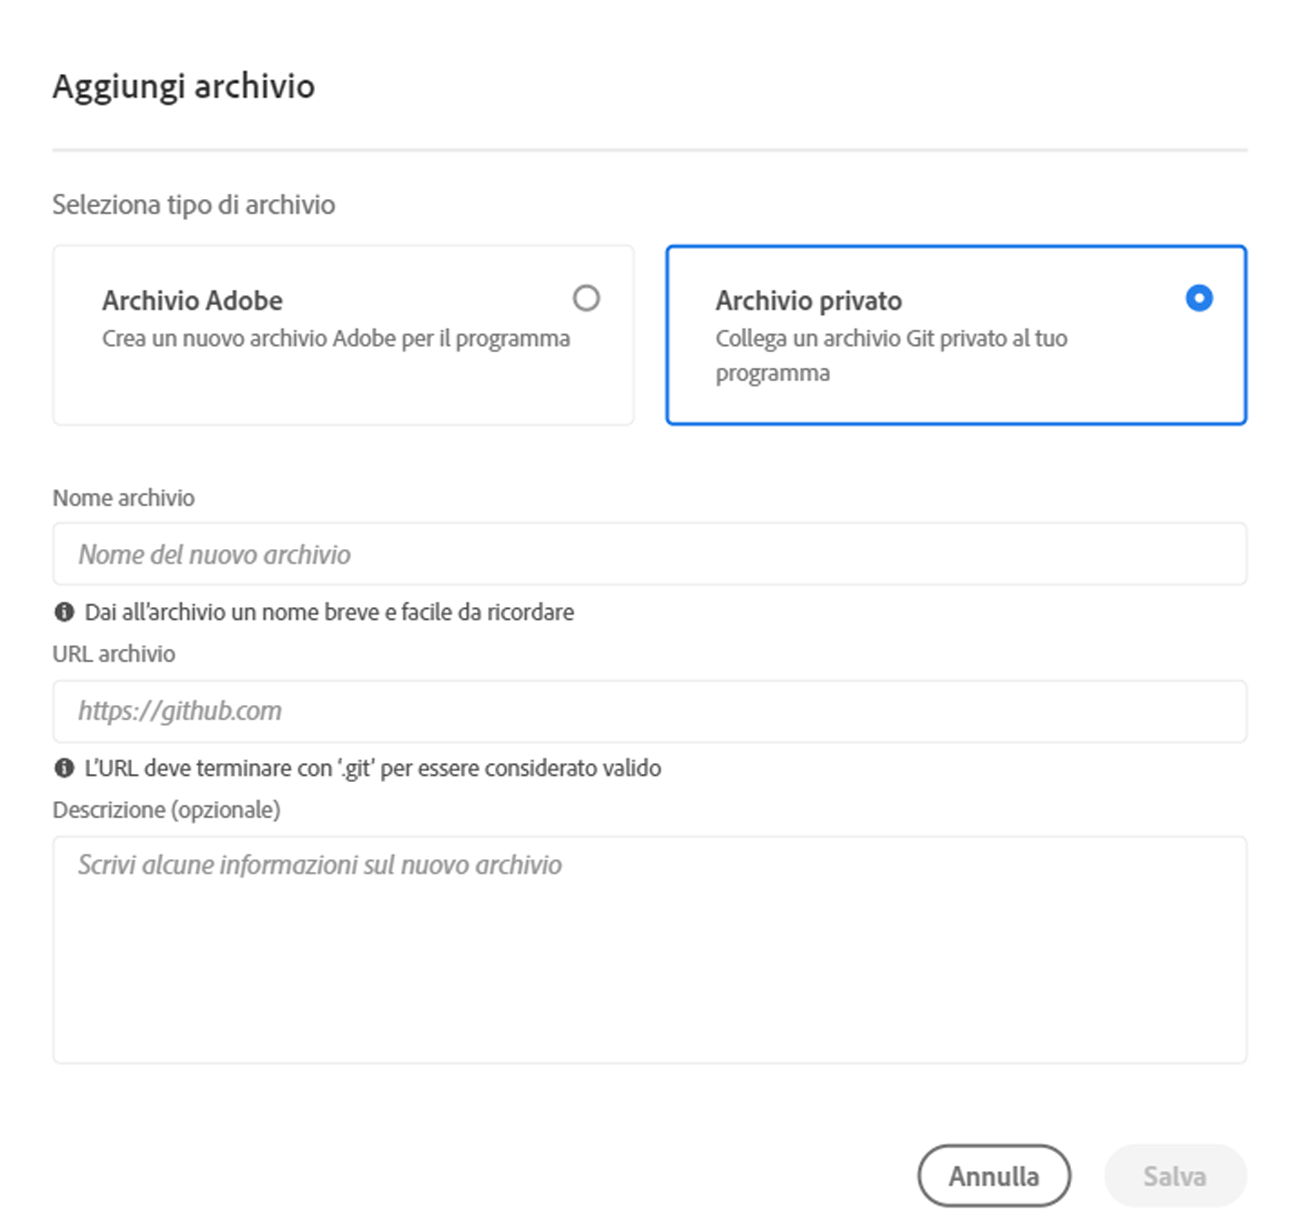 Aggiungi archivio
Seleziona tipo di archivio
Archivio Adobe
Crea un nuovo archivio Adobe per il programma
Archivio privato
Collega un archivio Git privato al tuo
programma
Nome archivio
Nome del nuovo archivio
Dai all'archivio un nome breve e facile da ricordare
URL archivio
https://github.com
L'URL deve terminare con ‘.git’ per essere considerato valido
Descrizione (opzionale)
Scrivi alcune informazioni sul nuovo archivio
Annulla
Salva